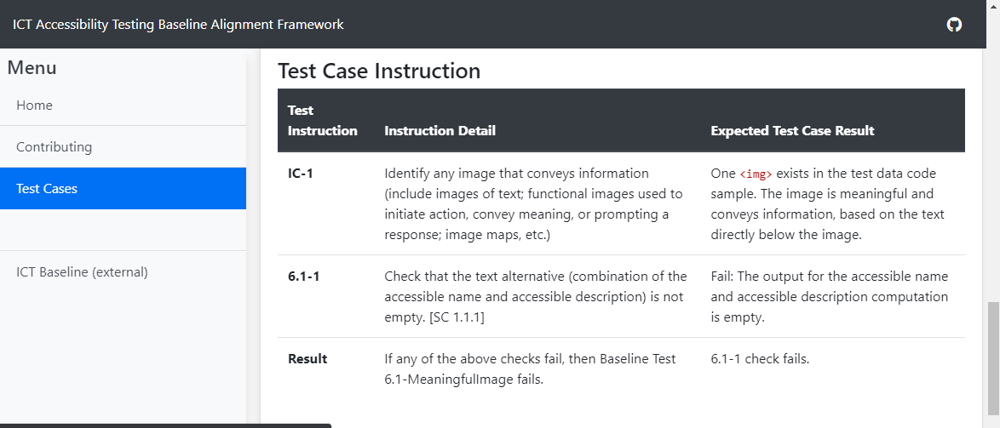 ICT Accessibility Testing Baseline Alignment Framework
Menu
Home
Contributing
Test Cases
ICT Baseline (external)
Test Case Instruction
Test
Instruction Instruction Detail Expected Test Case Result
IC-1 Identify any image that conveys information One <img> exists in the test data code
(include images of text; functional images used to sample. The image is meaningful and
initiate action, convey meaning, or prompting a conveys information, based on the text
response; image maps, etc.) directly below the image.
6.1-1 Check that the text alternative (combination of the Fail: The output for the accessible name
accessible name and accessible description) is not and accessible description computation
empty. [SC 1.1.1] is empty.
Result If any of the above checks fail, then Baseline Test 6.1-1 check fails.
6.1-MeaningfulImage fails.